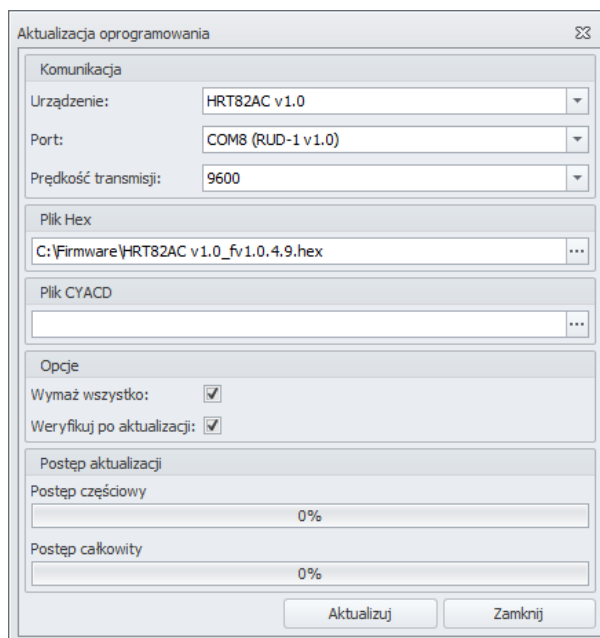 Aktualizacja oprogramowania
Komunikacja
Urządzenie: HRT82AC v1.0
Port: COM8 (RUD-1 v1.0)
Prędkość transmisji: 9600
Plik Hex
C:\Firmware\HRT82AC v1.0_fv1.0.4.9.hex
Plik CYACD
Opcje
Wymaż wszystko:
Weryfikuj po aktualizacji:
Postęp aktualizacji
Postęp częściowy
0%
Postęp całkowity
0%
Aktualizuj Zamknij